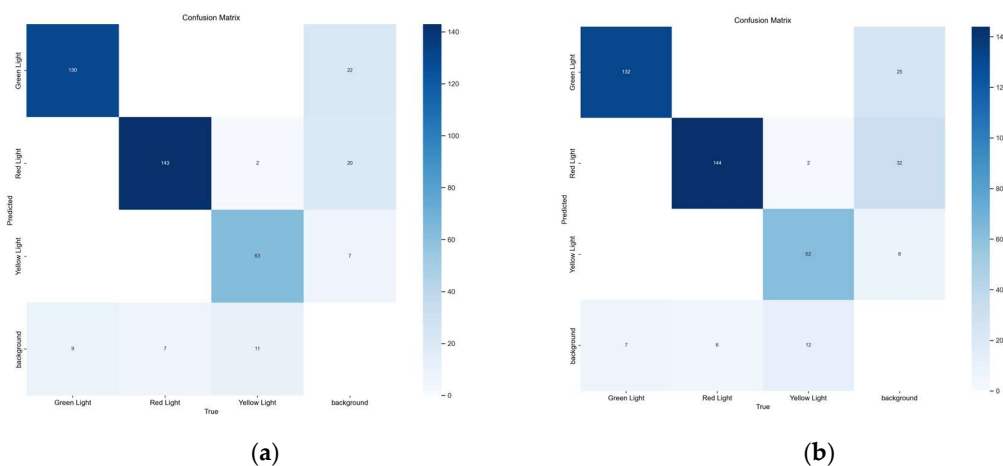 Confusion Matrix
Green Light
Red Light
Yellow Light
background
Predicted
130
22
143
2
20
63
7
9
7
11
Green Light
Red Light
Yellow Light
background
True
140
120
100
80
60
40
20
0
(a)
Confusion Matrix
Green Light
Red Light
Yellow Light
background
Predicted
132
25
144
2
32
62
7
6
12
Green Light
Red Light
Yellow Light
background
True
14
120
100
80
60
40
20
0
(b)